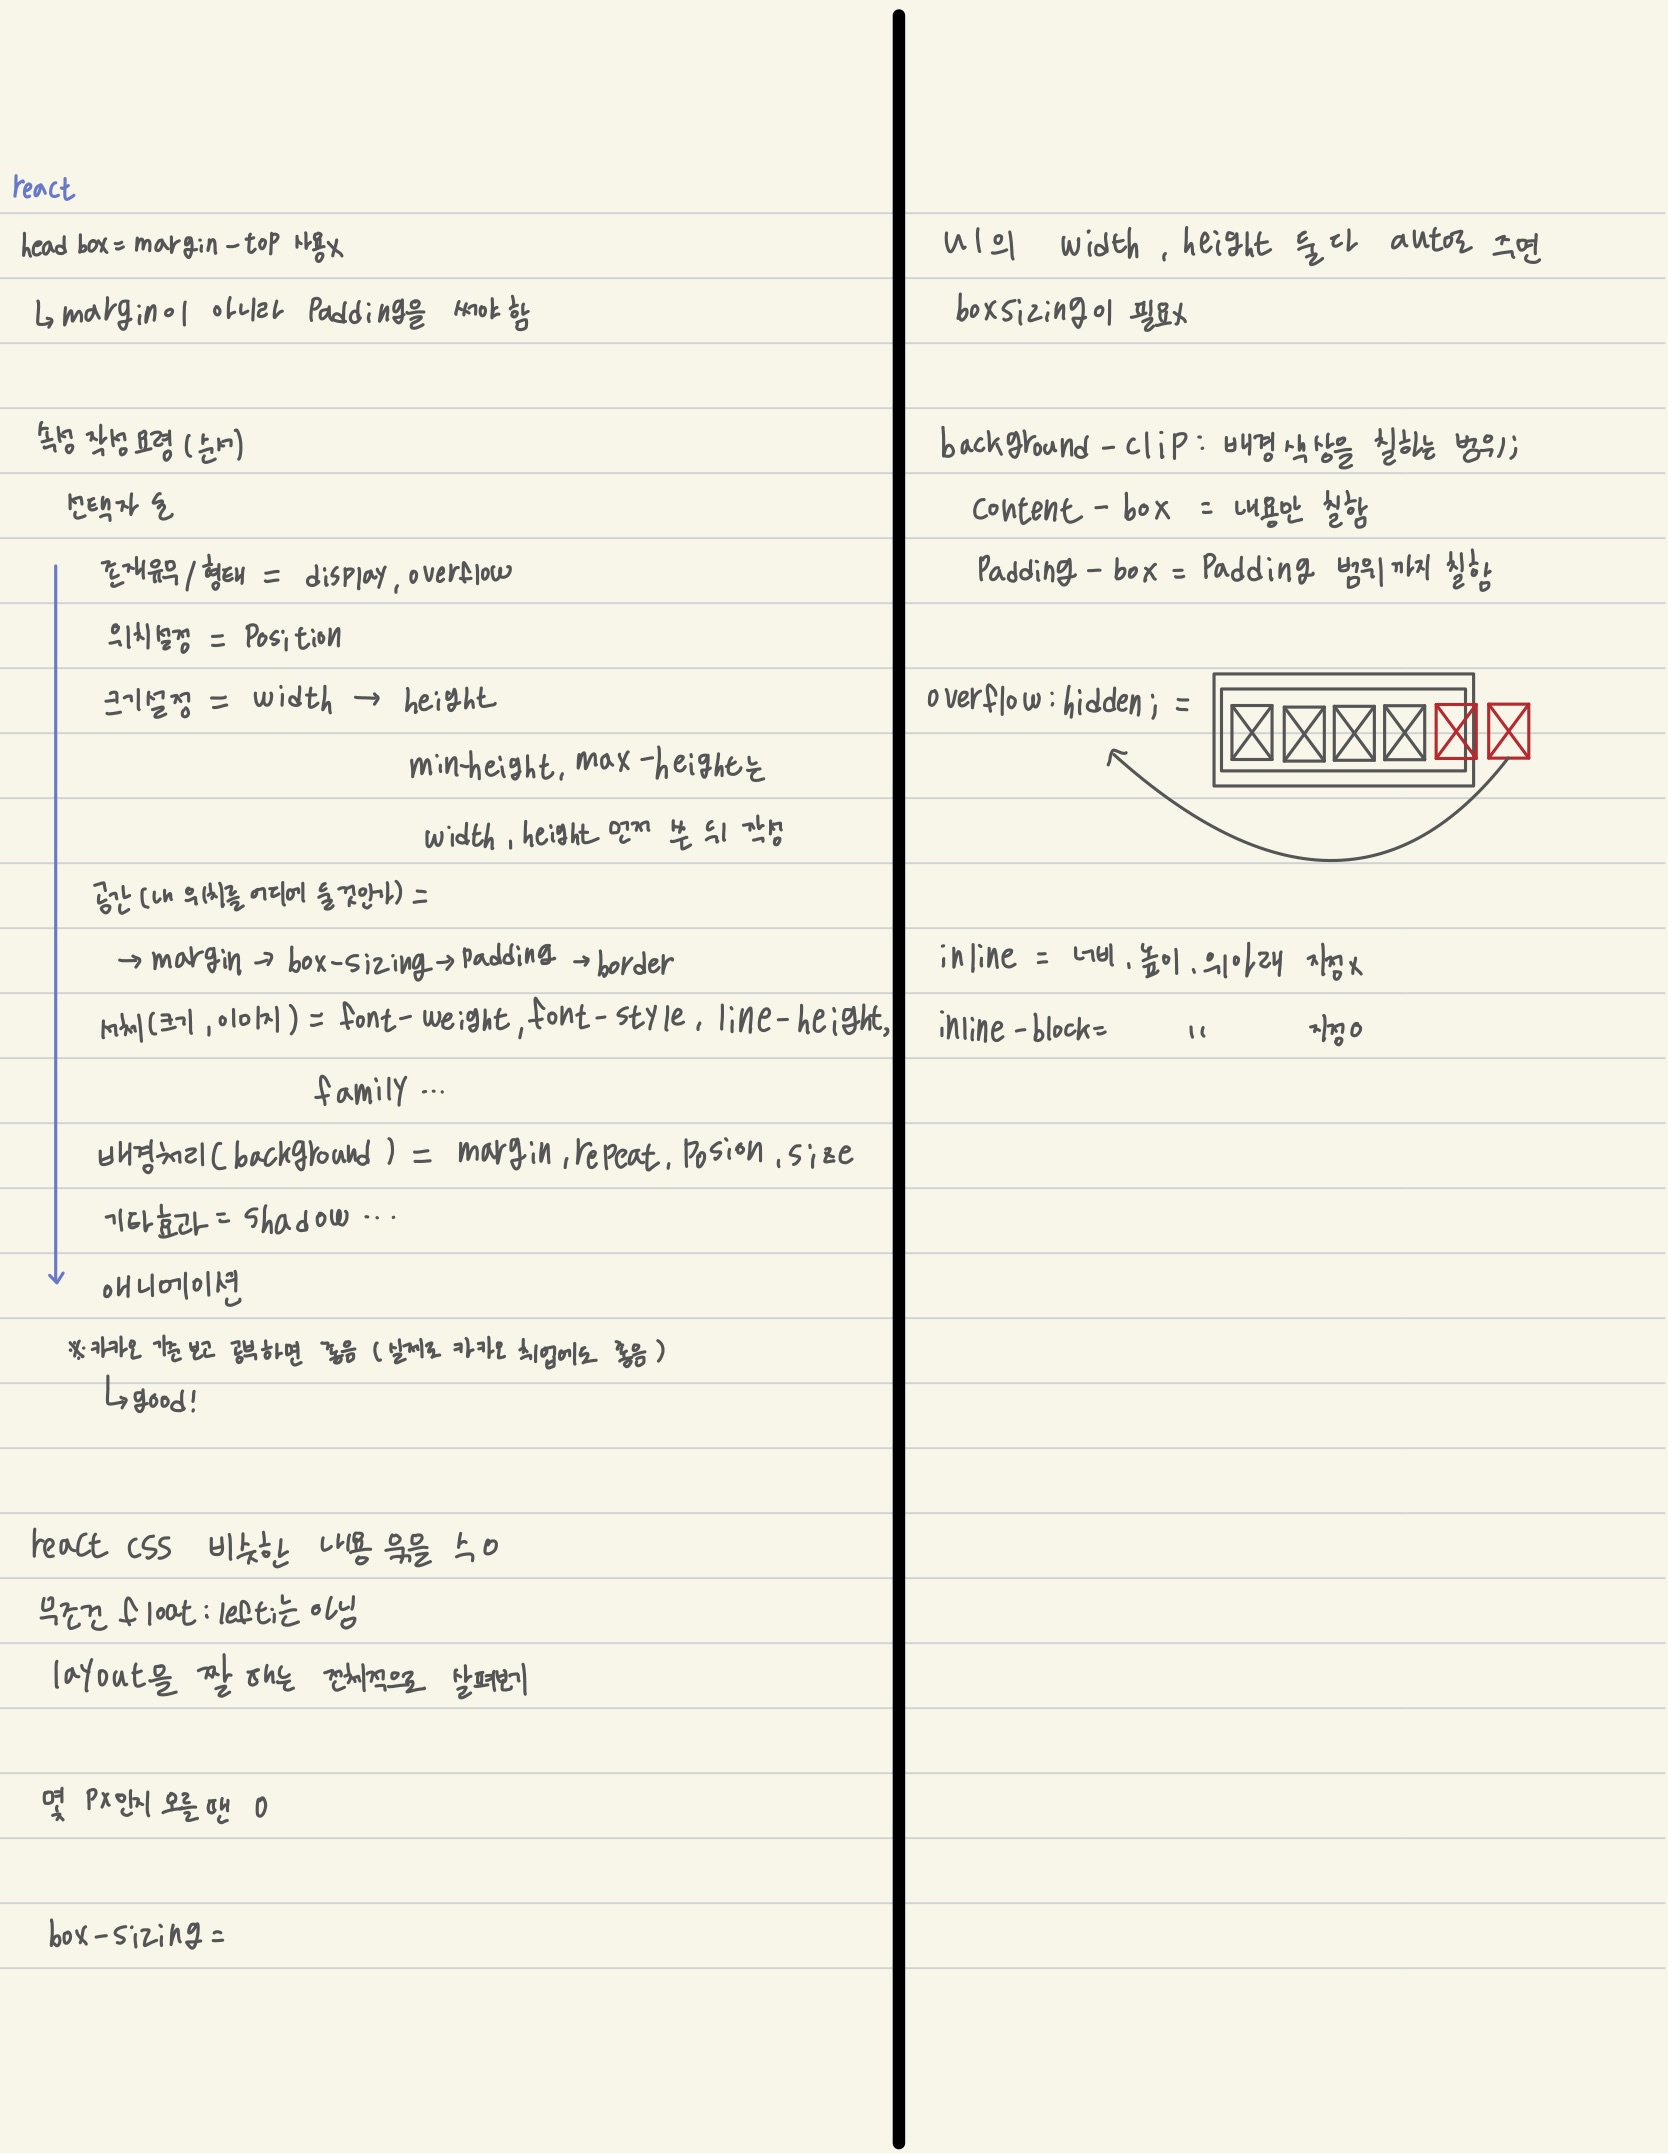 react
head box = margin - top 사용x
↳ margin이 아니라 Padding을 써야 함
속성 작성 요령 (순서)
선택자 순
존재유무 / 형태 = display, overflow
위치설정 = Position
크기설정 = width → height
min-height, max-height는
width, height 먼저 쓴 뒤 작성
공간 (내 위치를 어디에 둘것인가) =
→ margin → box-sizing → Padding → border
서체(크기, 이미지) = font-weight, font-style, line-height,
family ...
배경처리(background) = margin, repeat, Posion, size
기타효과 = shadow ...
애니메이션
※ 카카오 기준 보고 공부하면 좋음 (실제로 카카오 취업에도 좋음)
↳ good!
react css 비슷한 내용 묶을 수 o
무조건 float : left;는 아님
layout을 짤 때는 전체적으로 살펴보기
몇 Px인지 모를 땐 0
box-sizing =
ul의 width, height 둘 다 auto로 주면
boxsizing이 필요x
background-cliP : 배경 색상을 칠하는 범위;
Content-box = 내용만 칠함
Padding-box = Padding 범위까지 칠함
overflow : hidden; =
inline = 너비, 높이, 위아래 지정x
inline-block = 〃 지정o